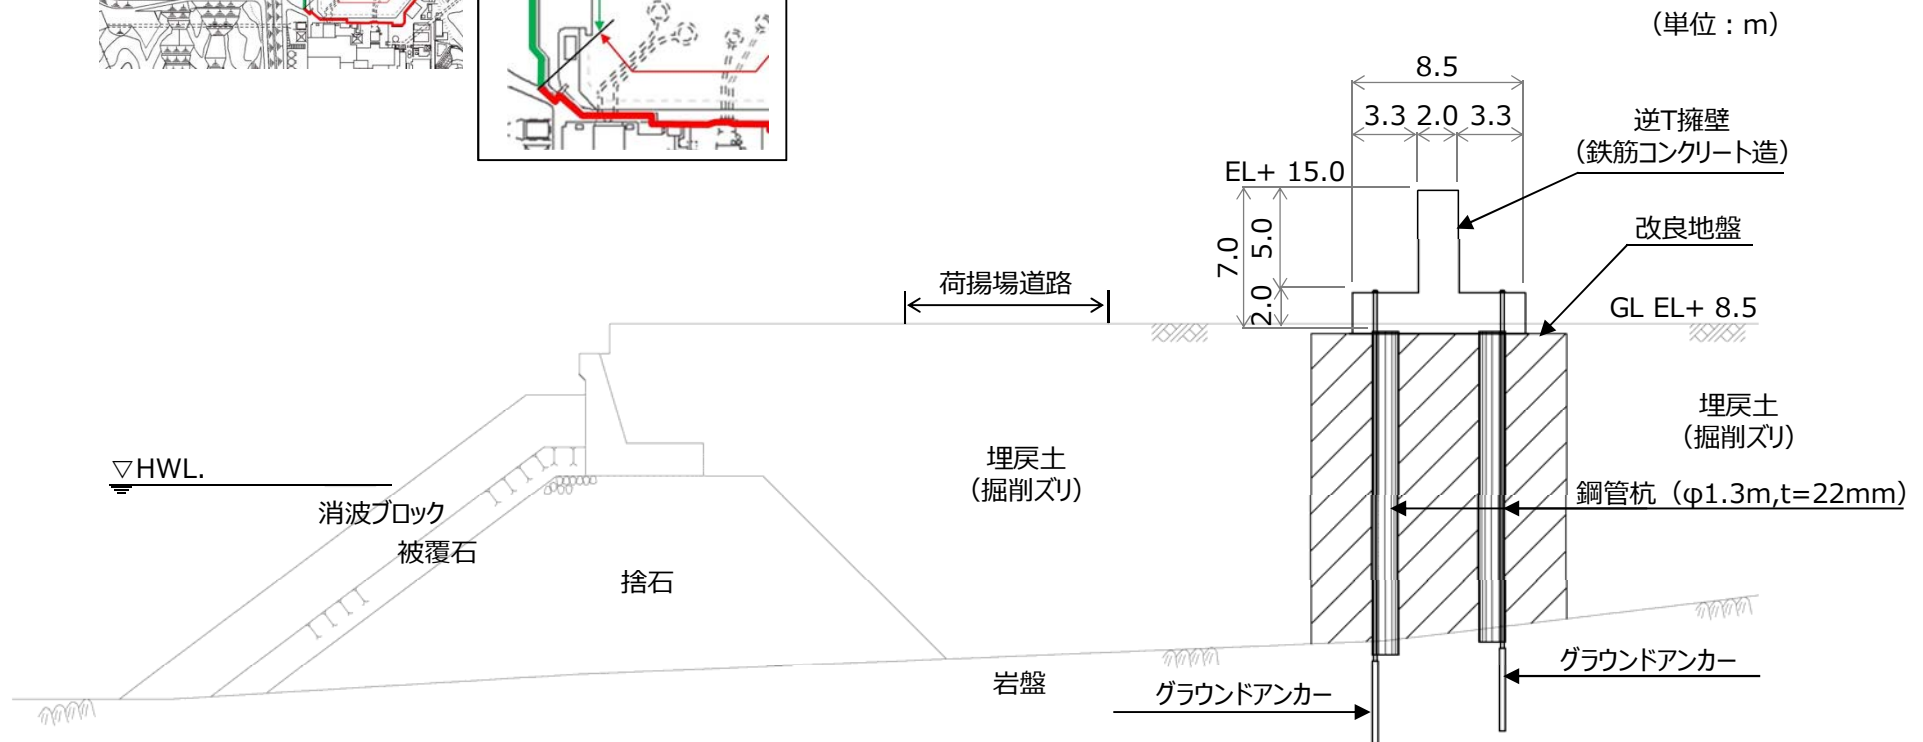 （単位：m）
8.5
3.3 2.0 3.3
逆T擁壁
（鉄筋コンクリート造）
EL+ 15.0
改良地盤
7.0
5.0
2.0
荷揚場道路
GL EL+ 8.5
埋戻土
（掘削ズリ）
埋戻土
（掘削ズリ）
▽HWL.
鋼管杭（φ1.3m,t=22mm）
消波ブロック
被覆石
捨石
岩盤
グラウンドアンカー
グラウンドアンカー